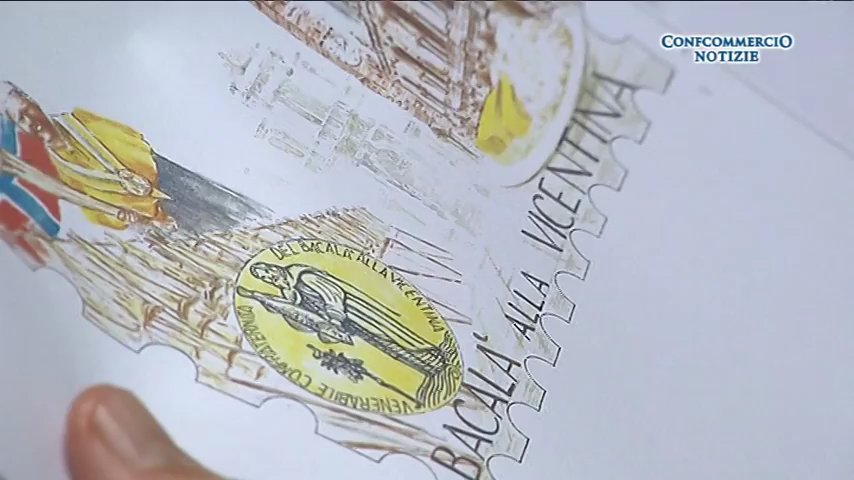 CONFCOMMERCIO
NOTIZIE
BACALA' ALLA VICENTINA
DEL BACALÀ ALLA VICENTINA
VENERABILE CONFRATERNITA